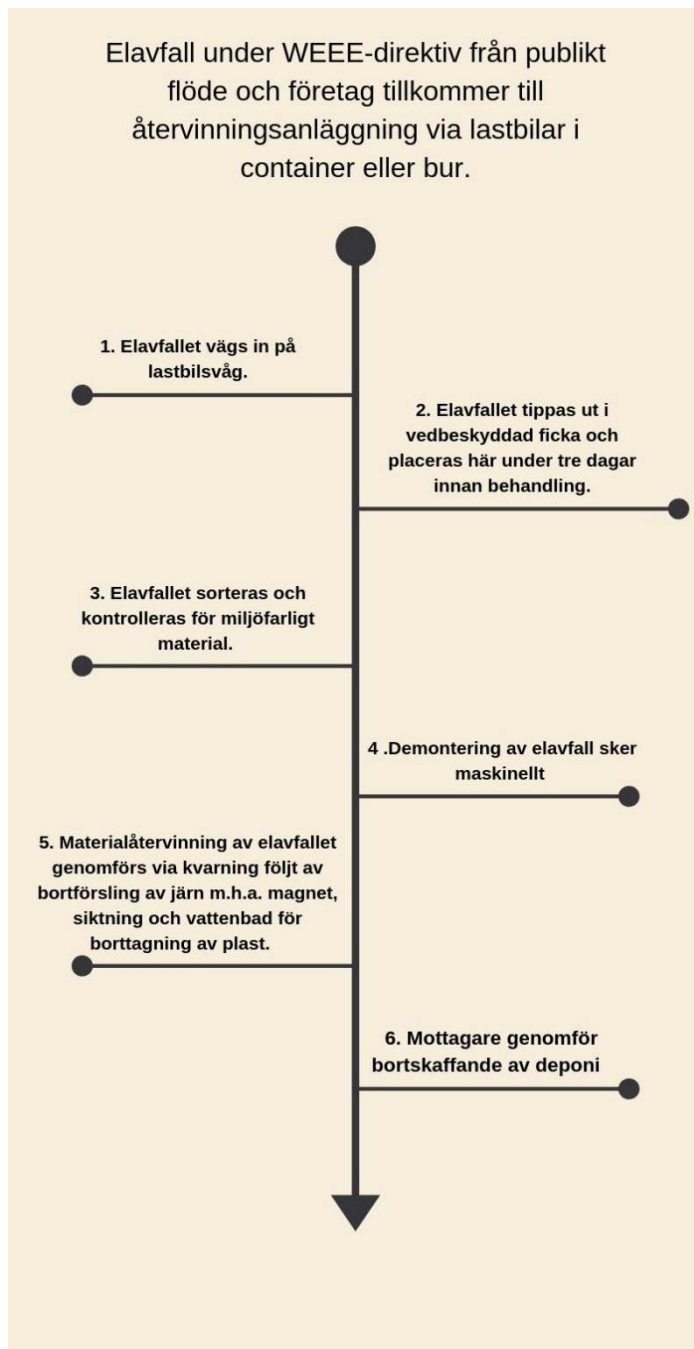 Elavfall under WEEE-direktiv från publikt
flöde och företag tillkommer till
återvinningsanläggning via lastbilar i
container eller bur.
1. Elavfallet vägs in på
lastbilsvåg.
2. Elavfallet tippas ut i
vedbeskyddad ficka och
placeras här under tre dagar
innan behandling.
3. Elavfallet sorteras och
kontrolleras för miljöfarligt
material.
4 .Demontering av elavfall sker
maskinellt
5. Materialåtervinning av elavfallet
genomförs via kvarning följt av
bortförsling av järn m.h.a. magnet,
siktning och vattenbad för
borttagning av plast.
6. Mottagare genomför
bortskaffande av deponi